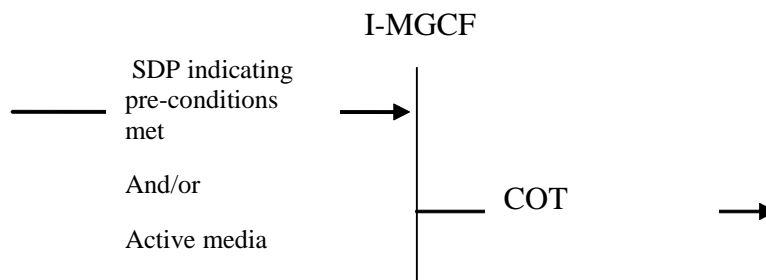 I-MGCF
SDP indicating
pre-conditions
met
And/or
Active media
COT